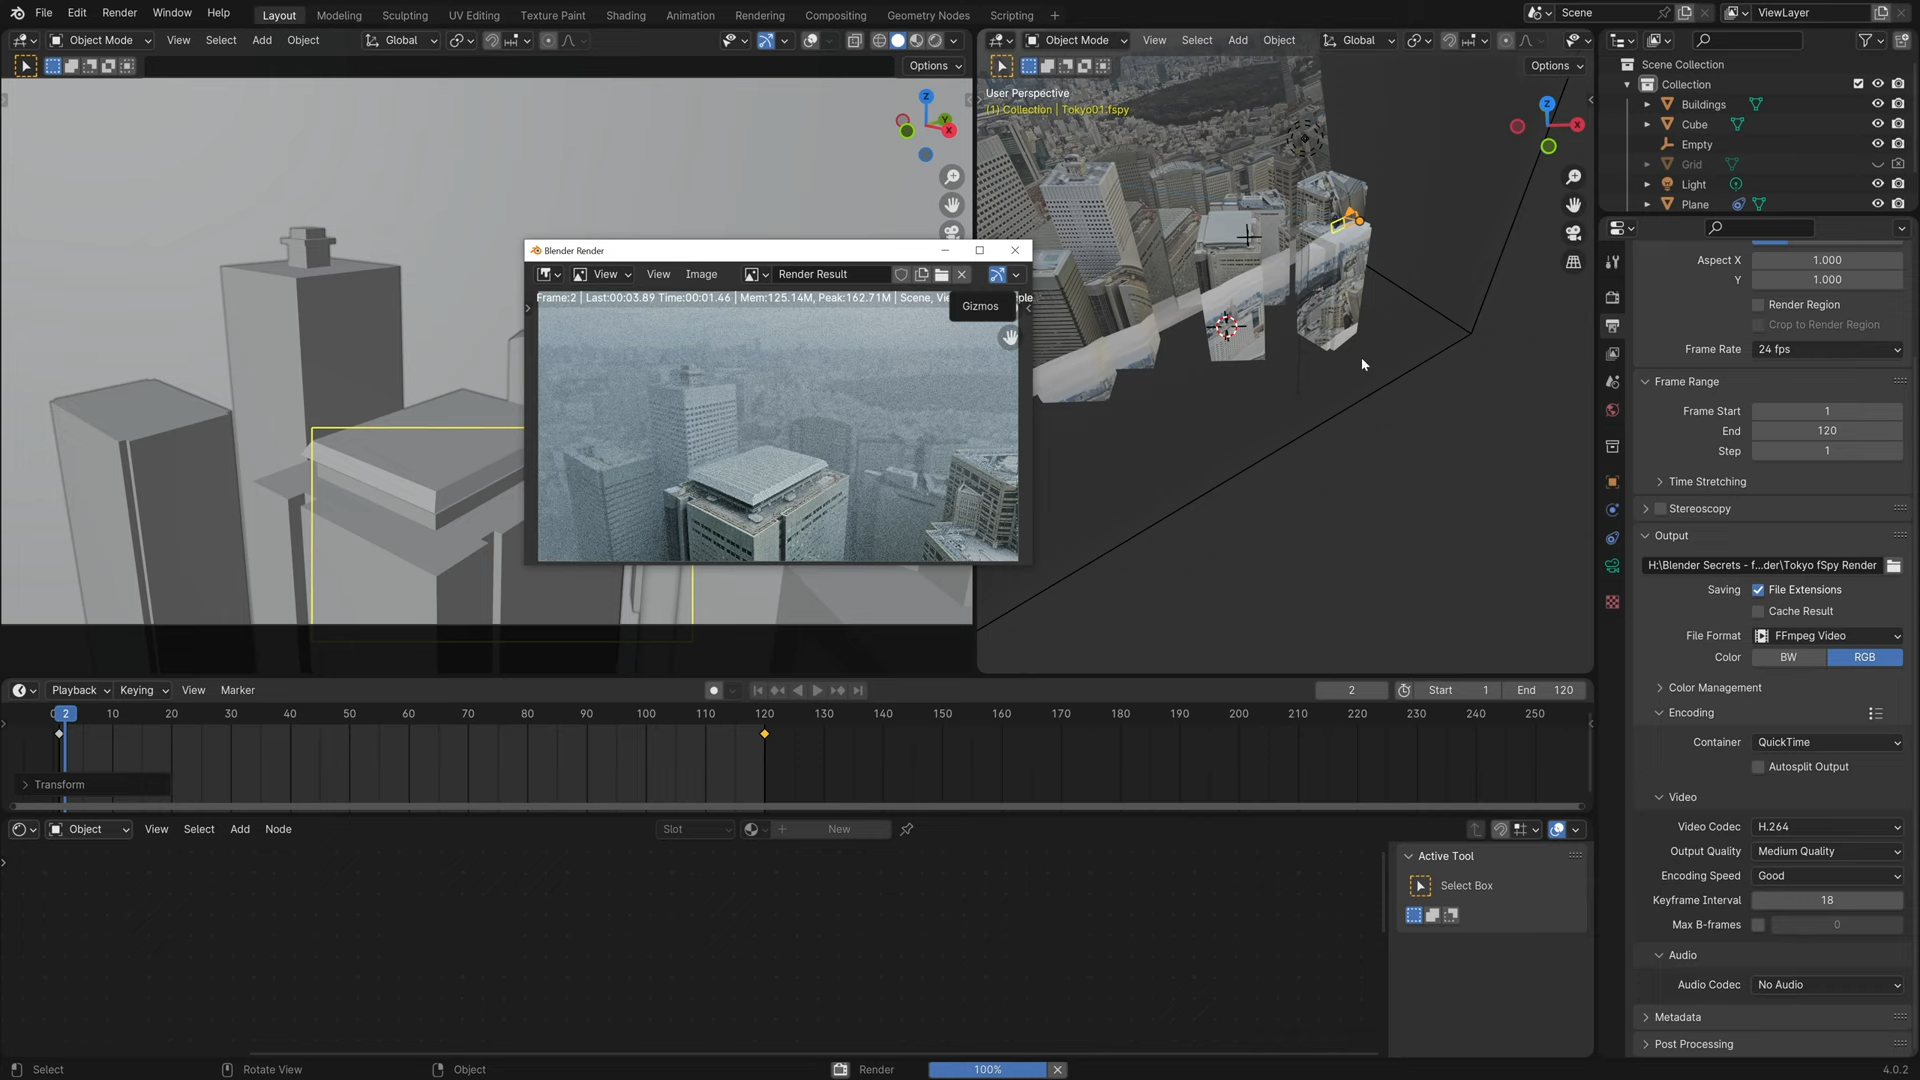 File Edit Render Window Help
Layout Modeling Sculpting UV Editing Texture Paint Shading Animation Rendering Compositing Geometry Nodes Scripting +
Scene
ViewLayer
Object Mode View Select Add Object Global
Options
Object Mode View Select Add Object Global
Options
User Perspective
(1) Collection | Tokyo01.fspy
Z
Y
X
Z
X
Scene Collection
Collection
Buildings
Cube
Empty
Grid
Light
Plane
Blender Render
View View Image Render Result
Frame:2 | Last:00:03.89 Time:00:01.46 | Mem:125.14M, Peak:162.71M | Scene,
Gizmos
Aspect X 1.000
Y 1.000
Render Region
Crop to Render Region
Frame Rate 24 fps
Frame Range
Frame Start 1
End 120
Step 1
Time Stretching
Stereoscopy
Output
H:\Blender Secrets - f...der\Tokyo fSpy Render
Saving File Extensions
Cache Result
File Format FFmpeg Video
Color BW RGB
Color Management
Encoding
Container QuickTime
Autosplit Output
Video
Video Codec H.264
Output Quality Medium Quality
Encoding Speed Good
Keyframe Interval 18
Max B-frames 0
Audio
Audio Codec No Audio
Metadata
Post Processing
Playback Keying View Marker
2 Start 1 End 120
2 10 20 30 40 50 60 70 80 90 100 110 120 130 140 150 160 170 180 190 200 210 220 230 240 250
Transform
Object View Select Add Node Slot New
Active Tool
Select Box
Select Rotate View Object Render 100% 4.0.2